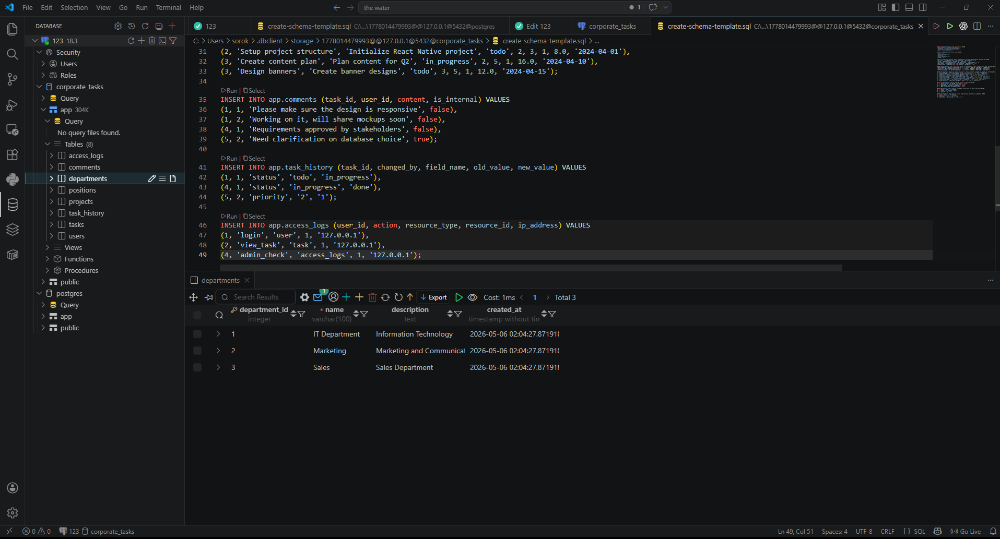 File Edit Selection View Go Run Terminal Help
the water
1
DATABASE
123 18.3
Security
Users
Roles
corporate_tasks
Query
app 304K
Query
No query files found.
Tables (8)
access_logs
comments
departments
positions
projects
task_history
tasks
users
Views
Functions
Procedures
public
postgres
Query
app
public
123
create-schema-template.sql C:\...\1778014479993@@127.0.0.1@5432@postgres
Edit 123
corporate_tasks
create-schema-template.sql C:\...\1778014479993@@127.0.0.1@5432@corporate_tasks
C: > Users > sorok > .dbclient > storage > 1778014479993@@127.0.0.1@5432@corporate_tasks > create-schema-template.sql > ...
31 (2, 'Setup project structure', 'Initialize React Native project', 'todo', 2, 3, 1, 8.0, '2024-04-01'),
32 (3, 'Create content plan', 'Plan content for Q2', 'in_progress', 2, 5, 1, 16.0, '2024-04-10'),
33 (3, 'Design banners', 'Create banner designs', 'todo', 3, 5, 1, 12.0, '2024-04-15');
34
Run | Select
35 INSERT INTO app.comments (task_id, user_id, content, is_internal) VALUES
36 (1, 1, 'Please make sure the design is responsive', false),
37 (1, 2, 'Working on it, will share mockups soon', false),
38 (4, 1, 'Requirements approved by stakeholders', false),
39 (5, 2, 'Need clarification on database choice', true);
40
Run | Select
41 INSERT INTO app.task_history (task_id, changed_by, field_name, old_value, new_value) VALUES
42 (1, 1, 'status', 'todo', 'in_progress'),
43 (4, 1, 'status', 'in_progress', 'done'),
44 (5, 2, 'priority', '2', '1');
45
Run | Select
46 INSERT INTO app.access_logs (user_id, action, resource_type, resource_id, ip_address) VALUES
47 (1, 'login', 'user', 1, '127.0.0.1'),
48 (2, 'view_task', 'task', 1, '127.0.0.1'),
49 (4, 'admin_check', 'access_logs', 1, '127.0.0.1');
departments
Search Results
1
Export
Cost: 1ms < 1 > Total 3
department_id * name description created_at
integer varchar(100) text timestamp without tim
1 IT Department Information Technology 2026-05-06 02:04:27.871918
2 Marketing Marketing and Communicat 2026-05-06 02:04:27.871918
3 Sales Sales Department 2026-05-06 02:04:27.871918
0 0 123 corporate_tasks
Ln 49, Col 51 Spaces: 4 UTF-8 CRLF { } SQL Go Live